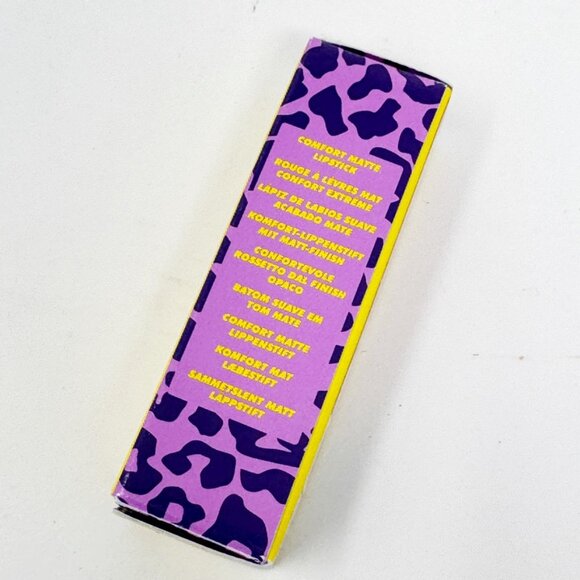 COMFORT MATTE
LIPSTICK
ROUGE À LÈVRES MAT
CONFORT EXTRÊME
LÁPIZ DE LABIOS SUAVE
ACABADO MATE
KOMFORT-LIPPENSTIFT
MIT MATT-FINISH
CONFORTEVOLE
ROSSETTO DAL FINISH
OPACO
BATOM SUAVE EM
TOM MATE
COMFORT MATTE
LIPPENSTIFT
KOMFORT MAT
LÆBESTIFT
SAMMETSLENT MATT
LÄPPSTIFT